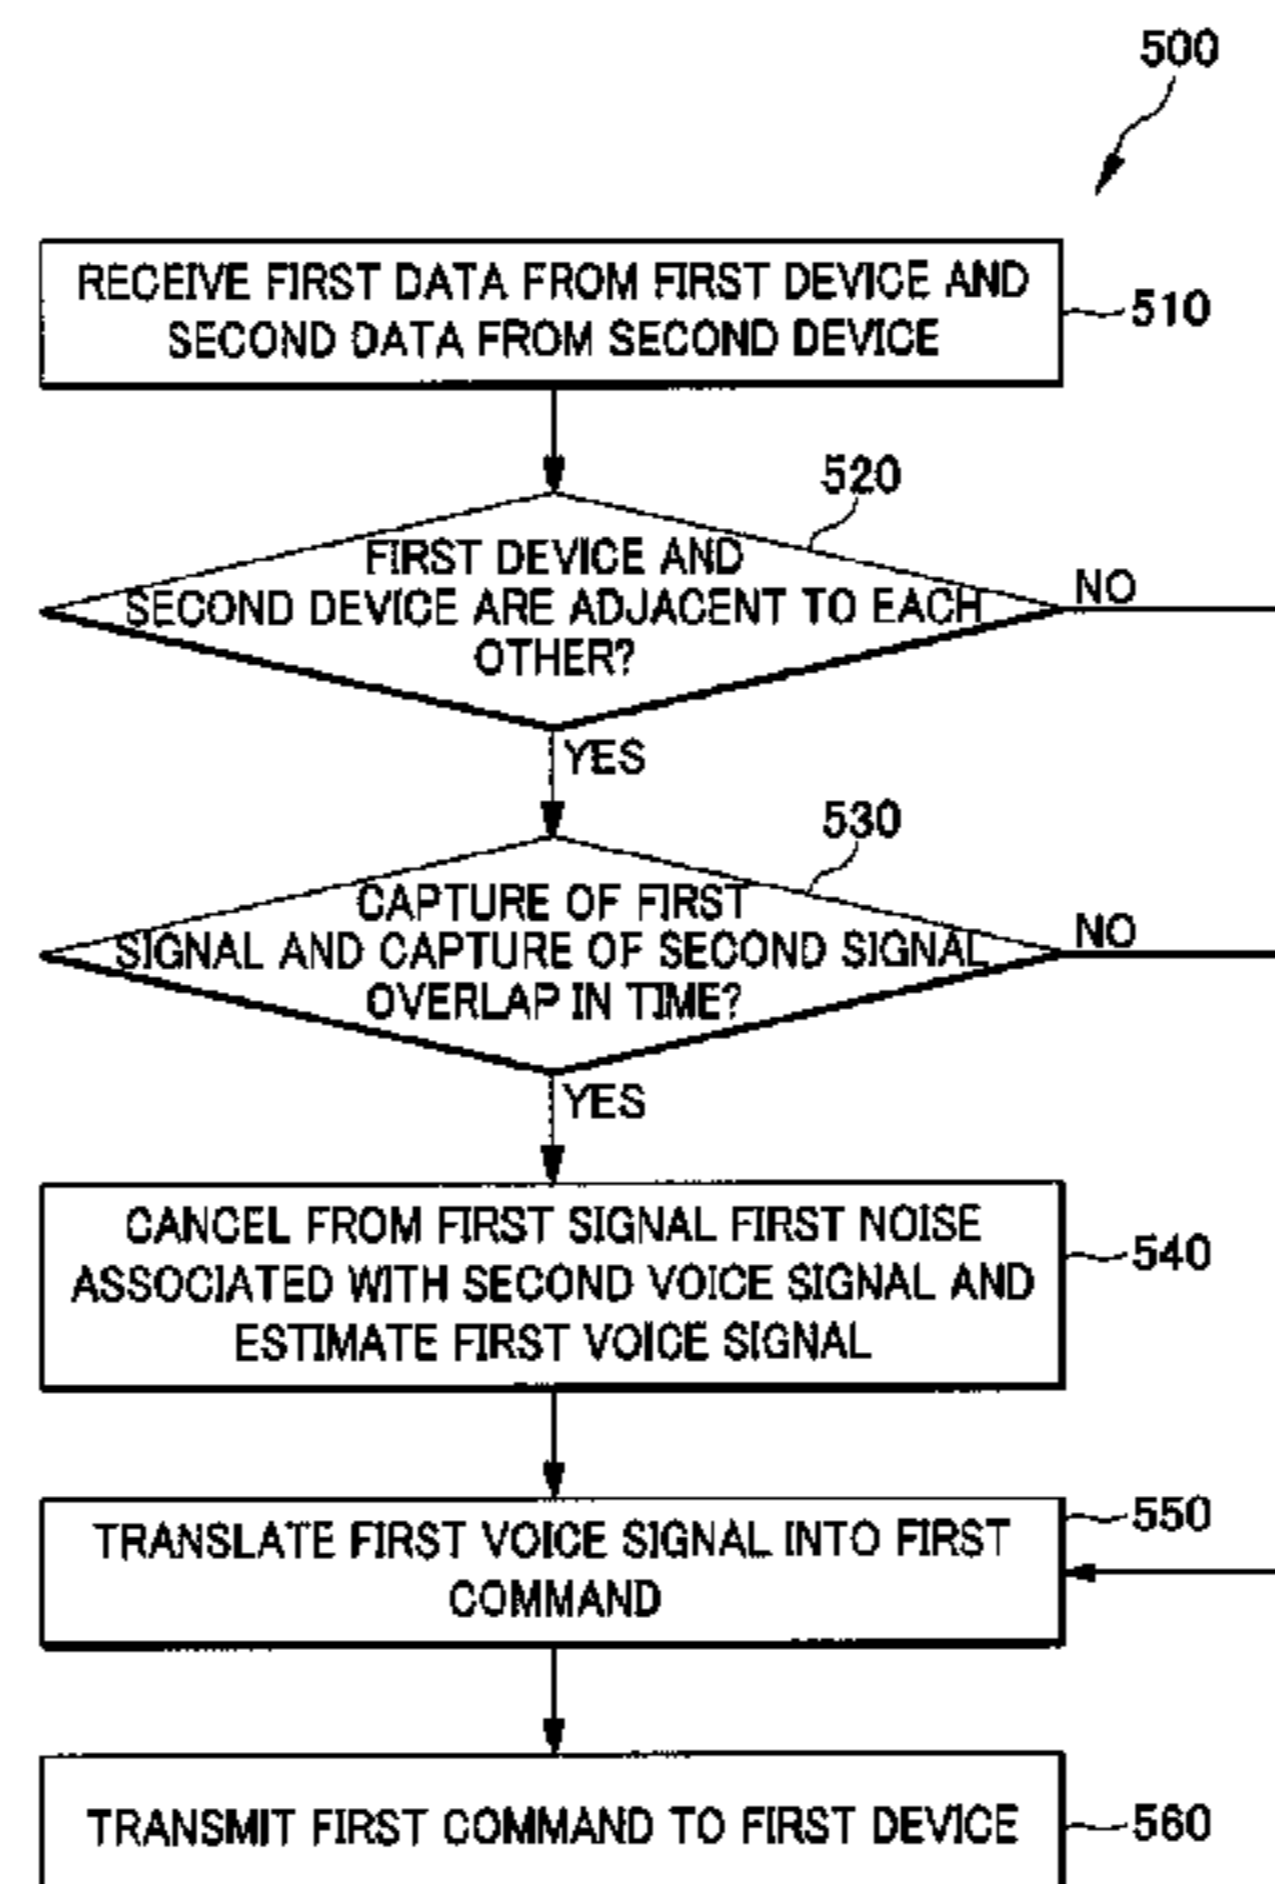 500
RECEIVE FIRST DATA FROM FIRST DEVICE AND
SECOND DATA FROM SECOND DEVICE
510
520
FIRST DEVICE AND
SECOND DEVICE ARE ADJACENT TO EACH
OTHER?
NO
YES
530
CAPTURE OF FIRST
SIGNAL AND CAPTURE OF SECOND SIGNAL
OVERLAP IN TIME?
NO
YES
CANCEL FROM FIRST SIGNAL FIRST NOISE
ASSOCIATED WITH SECOND VOICE SIGNAL AND
ESTIMATE FIRST VOICE SIGNAL
540
TRANSLATE FIRST VOICE SIGNAL INTO FIRST
COMMAND
550
TRANSMIT FIRST COMMAND TO FIRST DEVICE
560